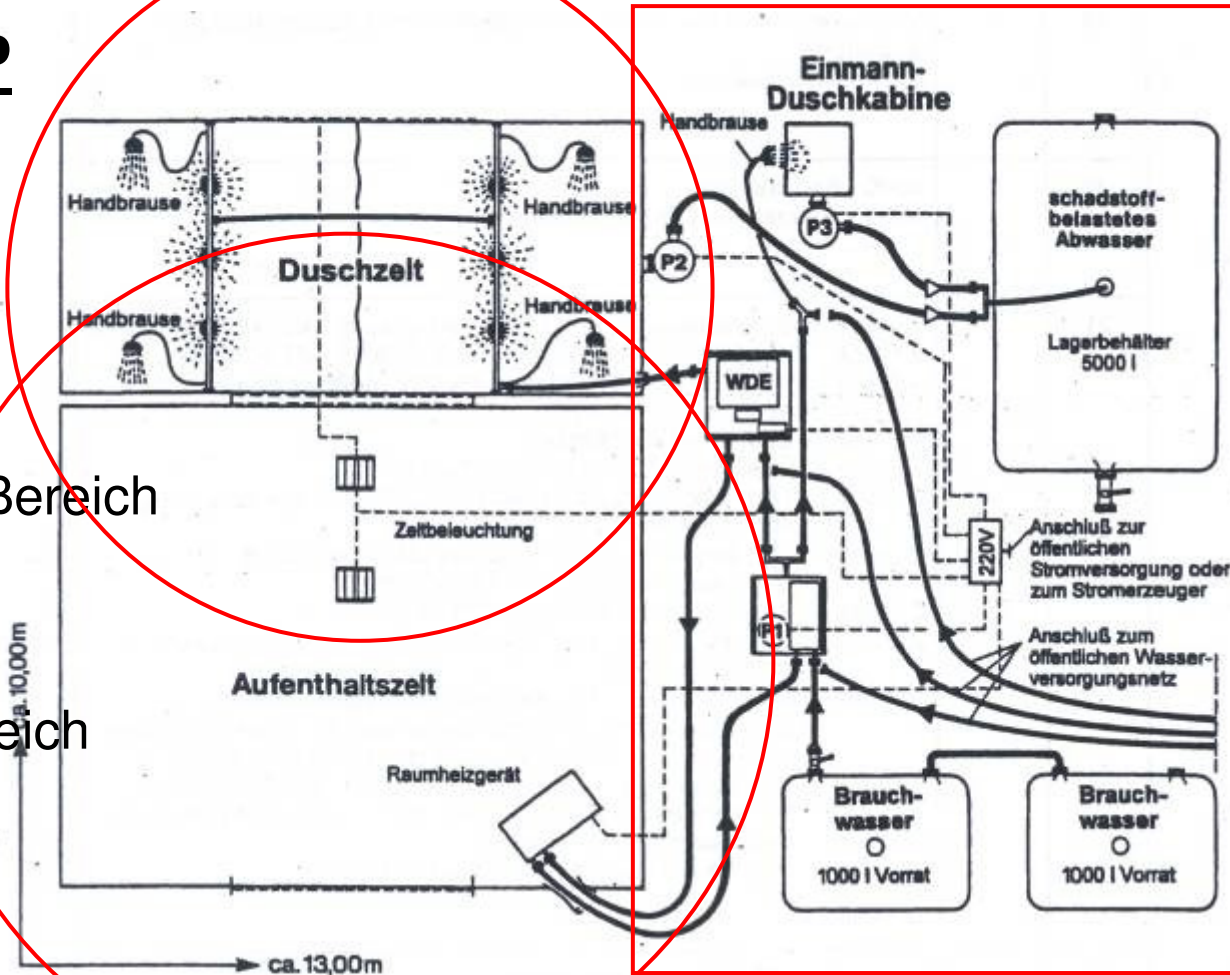 Einmann-
Duschkabine
Handbrause
Handbrause
Handbrause
Handbrause
Handbrause
Duschzelt
P2
P3
schadstoff-
belastetes
Abwasser
Lagerbehälter
5000 l
WDE
Bereich
Zeltbeleuchtung
220V
Anschluß zur
öffentlichen
Stromversorgung oder
zum Stromerzeuger
P1
Anschluß zum
öffentlichen Wasser-
versorgungsnetz
Aufenthaltszelt
ca. 10,00m
eich
Raumheizgerät
Brauch-
wasser
1000 l Vorrat
Brauch-
wasser
1000 l Vorrat
ca. 13,00m